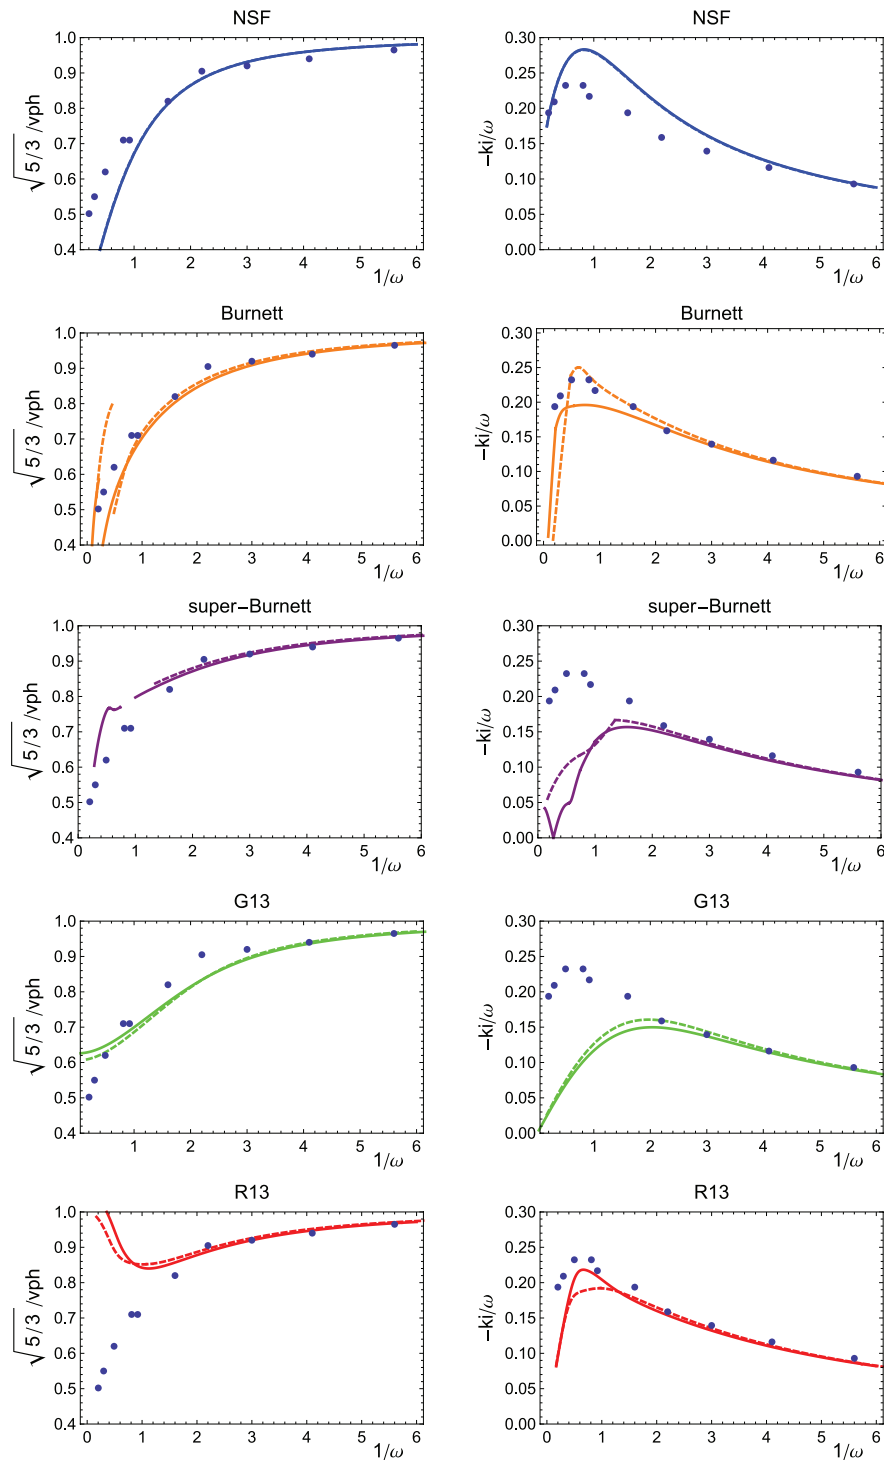 NSF
1.0
0.9
0.8
0.7
0.6
0.5
0.4
√5/3 /vph
0 1 2 3 4 5 6
1/ω
NSF
0.30
0.25
0.20
0.15
0.10
0.05
0.00
−ki/ω
0 1 2 3 4 5 6
1/ω
Burnett
1.0
0.9
0.8
0.7
0.6
0.5
0.4
√5/3 /vph
0 1 2 3 4 5 6
1/ω
Burnett
0.30
0.25
0.20
0.15
0.10
0.05
0.00
−ki/ω
0 1 2 3 4 5 6
1/ω
super−Burnett
1.0
0.9
0.8
0.7
0.6
0.5
0.4
√5/3 /vph
0 1 2 3 4 5 6
1/ω
super−Burnett
0.30
0.25
0.20
0.15
0.10
0.05
0.00
−ki/ω
0 1 2 3 4 5 6
1/ω
G13
1.0
0.9
0.8
0.7
0.6
0.5
0.4
√5/3 /vph
0 1 2 3 4 5 6
1/ω
G13
0.30
0.25
0.20
0.15
0.10
0.05
0.00
−ki/ω
0 1 2 3 4 5 6
1/ω
R13
1.0
0.9
0.8
0.7
0.6
0.5
0.4
√5/3 /vph
0 1 2 3 4 5 6
1/ω
R13
0.30
0.25
0.20
0.15
0.10
0.05
0.00
−ki/ω
0 1 2 3 4 5 6
1/ω